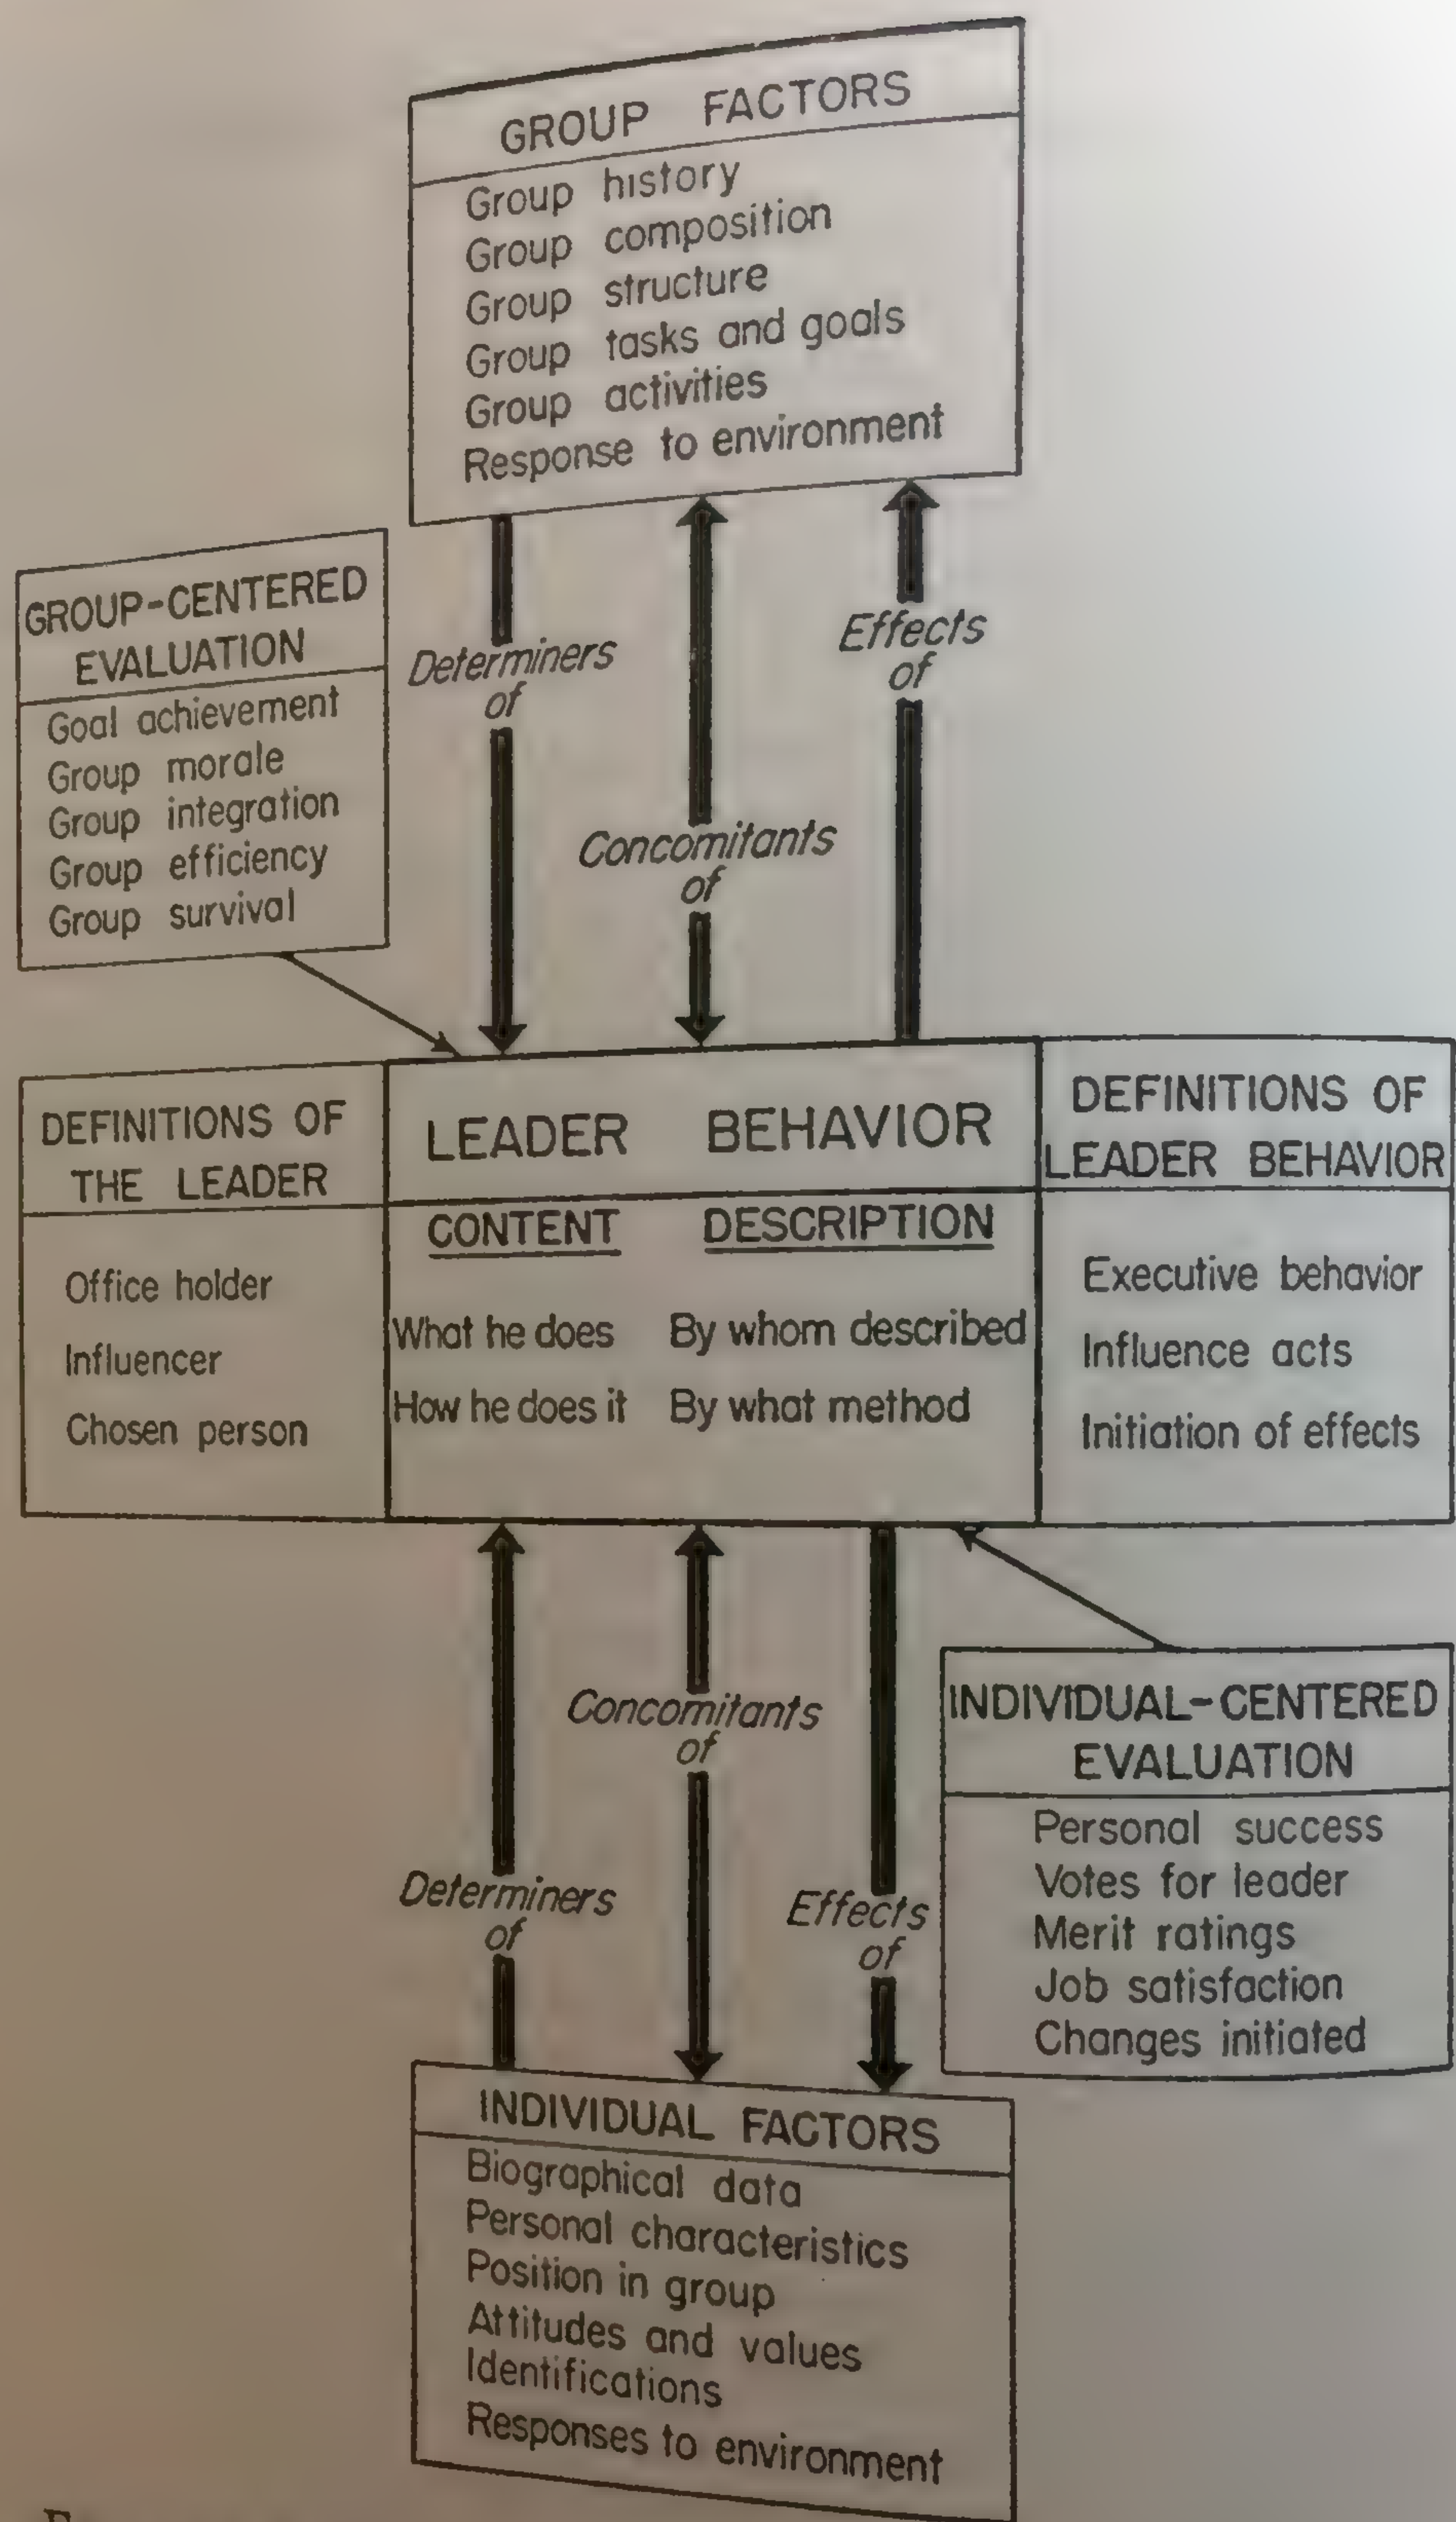 GROUP FACTORS
Group history
Group composition
Group structure
Group tasks and goals
Group activities
Response to environment
GROUP-CENTERED
EVALUATION
Goal achievement
Group morale
Group integration
Group efficiency
Group survival
Determiners
of
Concomitants
of
Effects
of
DEFINITIONS OF
THE LEADER
Office holder
Influencer
Chosen person
LEADER BEHAVIOR
CONTENT DESCRIPTION
What he does By whom described
How he does it By what method
DEFINITIONS OF
LEADER BEHAVIOR
Executive behavior
Influence acts
Initiation of effects
Determiners
of
Concomitants
of
Effects
of
INDIVIDUAL-CENTERED
EVALUATION
Personal success
Votes for leader
Merit ratings
Job satisfaction
Changes initiated
INDIVIDUAL FACTORS
Biographical data
Personal characteristics
Position in group
Attitudes and values
Identifications
Responses to environment